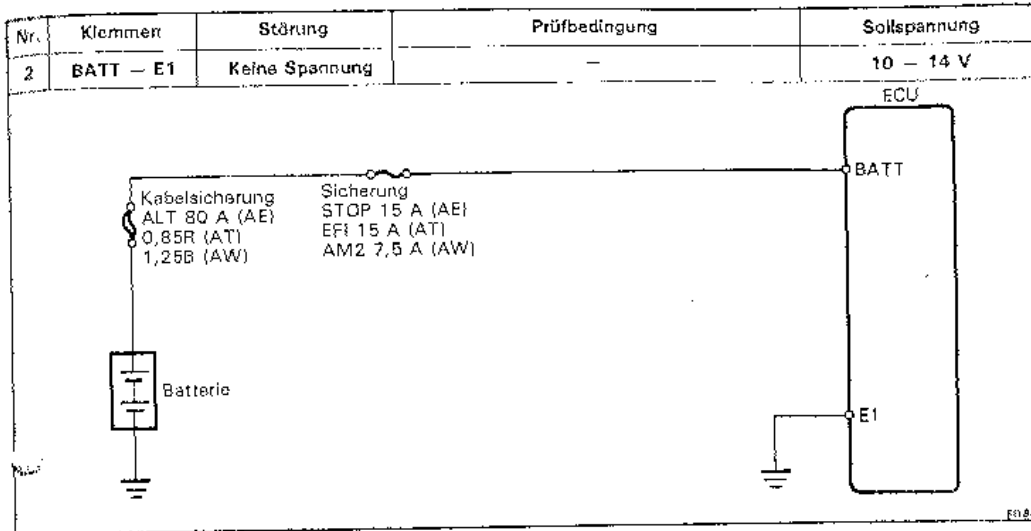 Nr. Klemmen Störung Prüfbedingung Sollspannung
2 BATT — E1 Keine Spannung — 10 — 14 V
ECU
BATT
Kabelsicherung
ALT 80 A (AE)
0,85R (AT)
1,25B (AW)
Sicherung
STOP 15 A (AE)
EFI 15 A (AT)
AM2 7,5 A (AW)
Batterie
E1